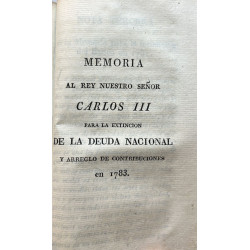 MEMORIA
AL REY NUESTRO SEÑOR
CARLOS III
PARA LA EXTINCION
DE LA DEUDA NACIONAL
Y ARREGLO DE CONTRIBUCIONES
en 1783.